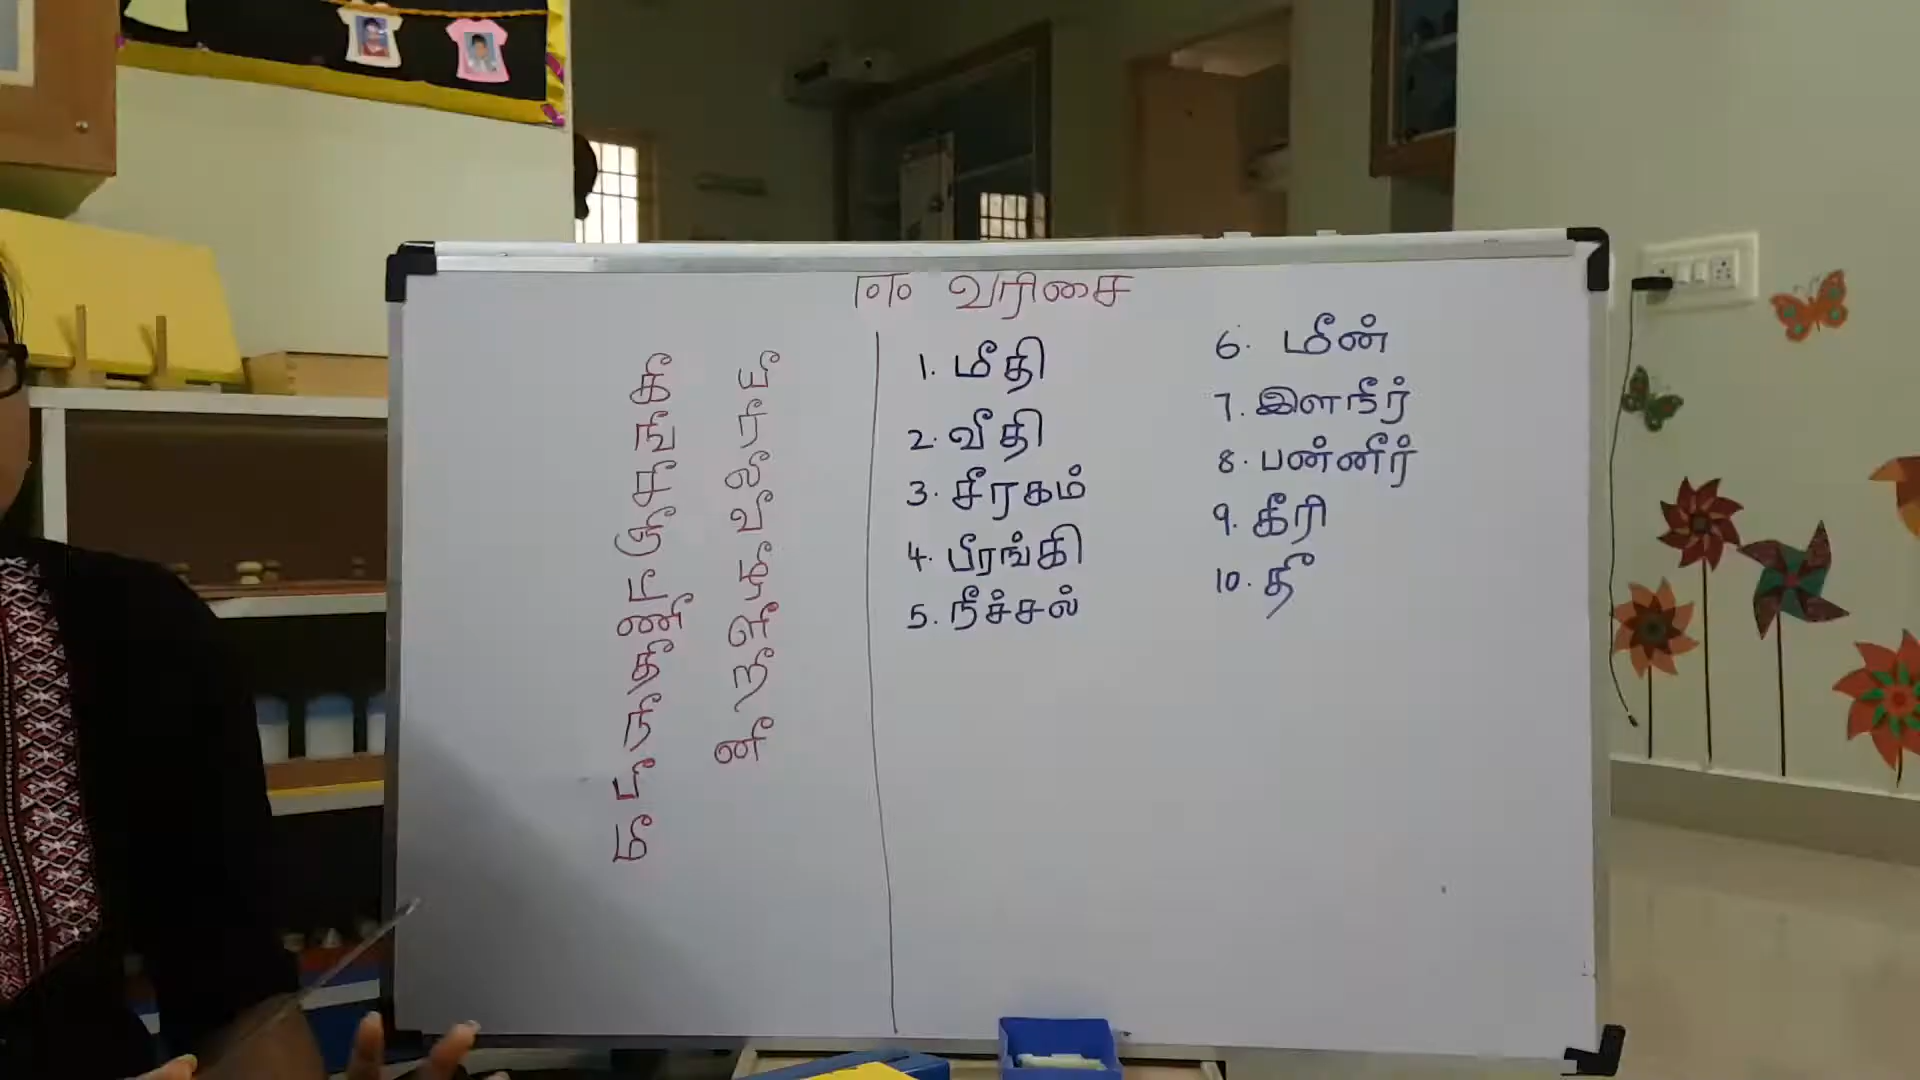 ஈ வரிசை
கீ
ஙீ
சீ
ஞீ
டீ
ணீ
தீ
நீ
பீ
மீ
யீ
ரீ
லீ
வீ
ழீ
ளீ
றீ
னீ
1. மீதி
2. வீதி
3. சீரகம்
4. பீரங்கி
5. நீச்சல்
6. மீன்
7. இளநீர்
8. பன்னீர்
9. கீரி
10. தீ